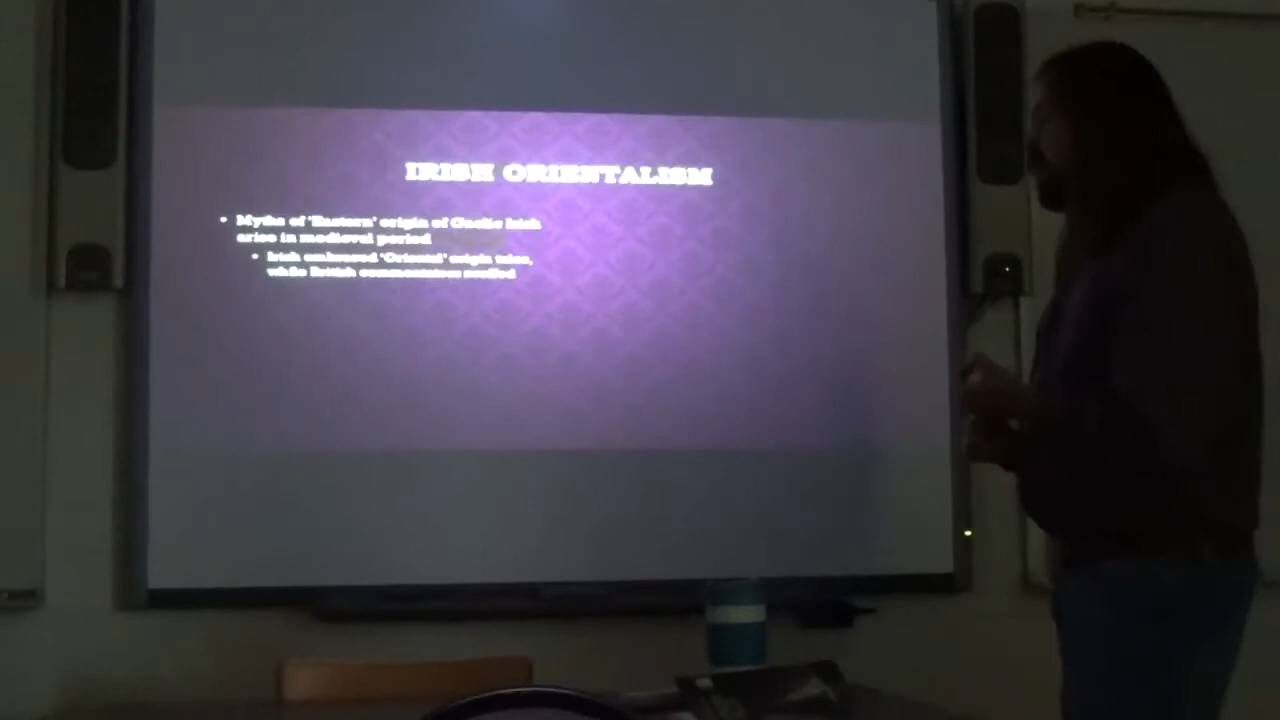 IRISH ORIENTALISM
• Myths of 'Eastern' origin of Gaelic Irish
arise in medieval period
• Irish embraced 'Oriental' origin tales,
while British commentators scoffed